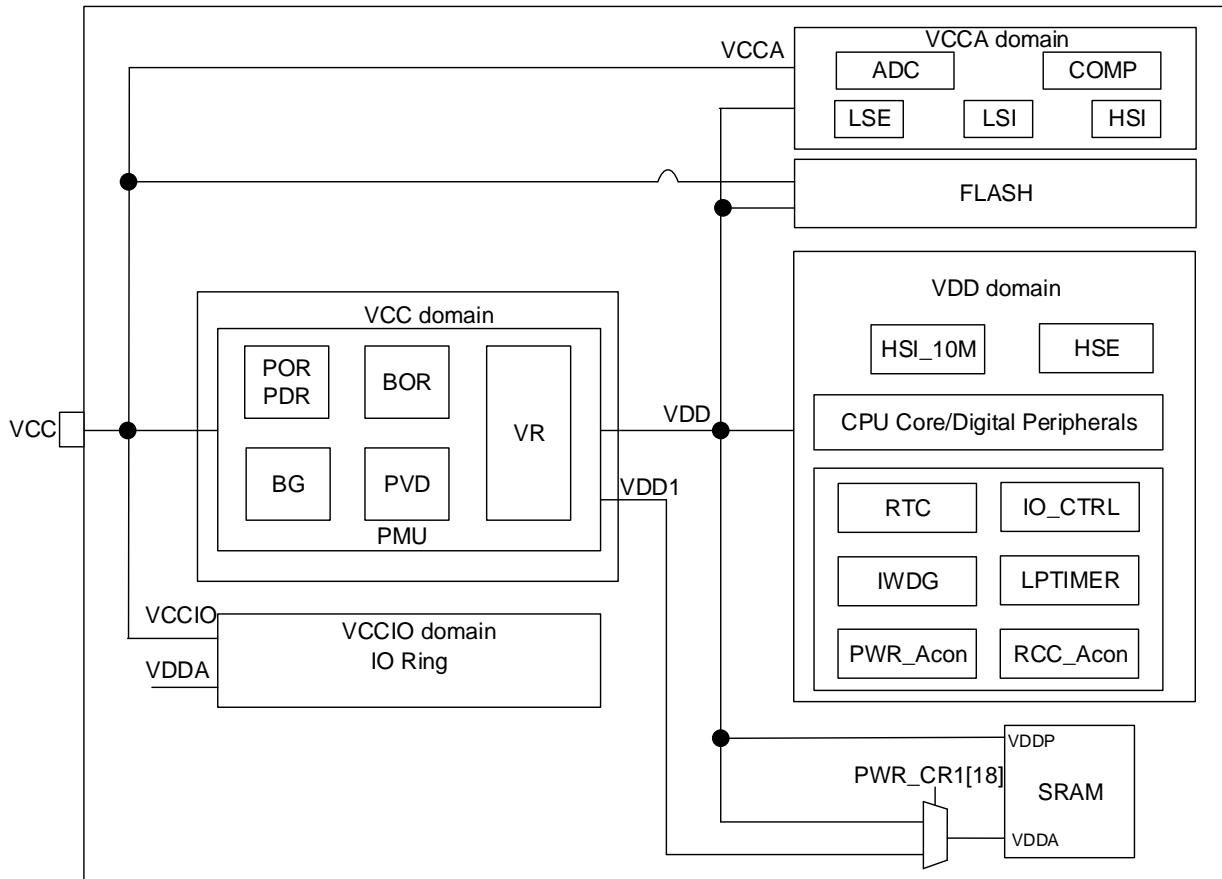 VCCA domain
VCCA
ADC
COMP
LSE
LSI
HSI
FLASH
VCC domain
VDD domain
POR
PDR
BOR
VR
HSI_10M
HSE
VCC
VDD
CPU Core/Digital Peripherals
BG
PVD
VDD1
PMU
RTC
IO_CTRL
IWDG
LPTIMER
VCCIO
VCCIO domain
IO Ring
VDDA
PWR_Acon
RCC_Acon
VDDP
PWR_CR1[18]
SRAM
VDDA